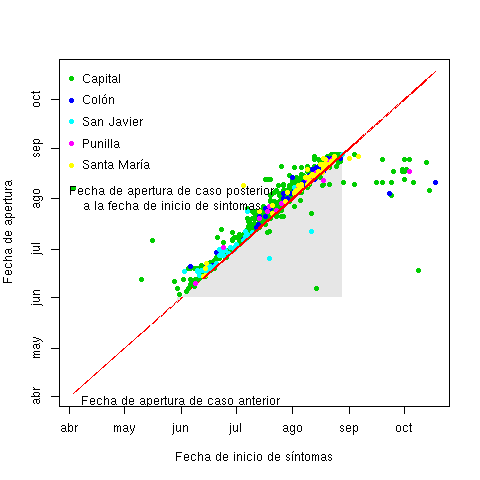 Capital
Colón
San Javier
Punilla
Santa María
Fecha de apertura de caso posterior
a la fecha de inicio de sintomas
Fecha de apertura de caso anterior
Fecha de apertura
abr
may
jun
jul
ago
sep
oct
abr
may
jun
jul
ago
sep
oct
Fecha de inicio de síntomas